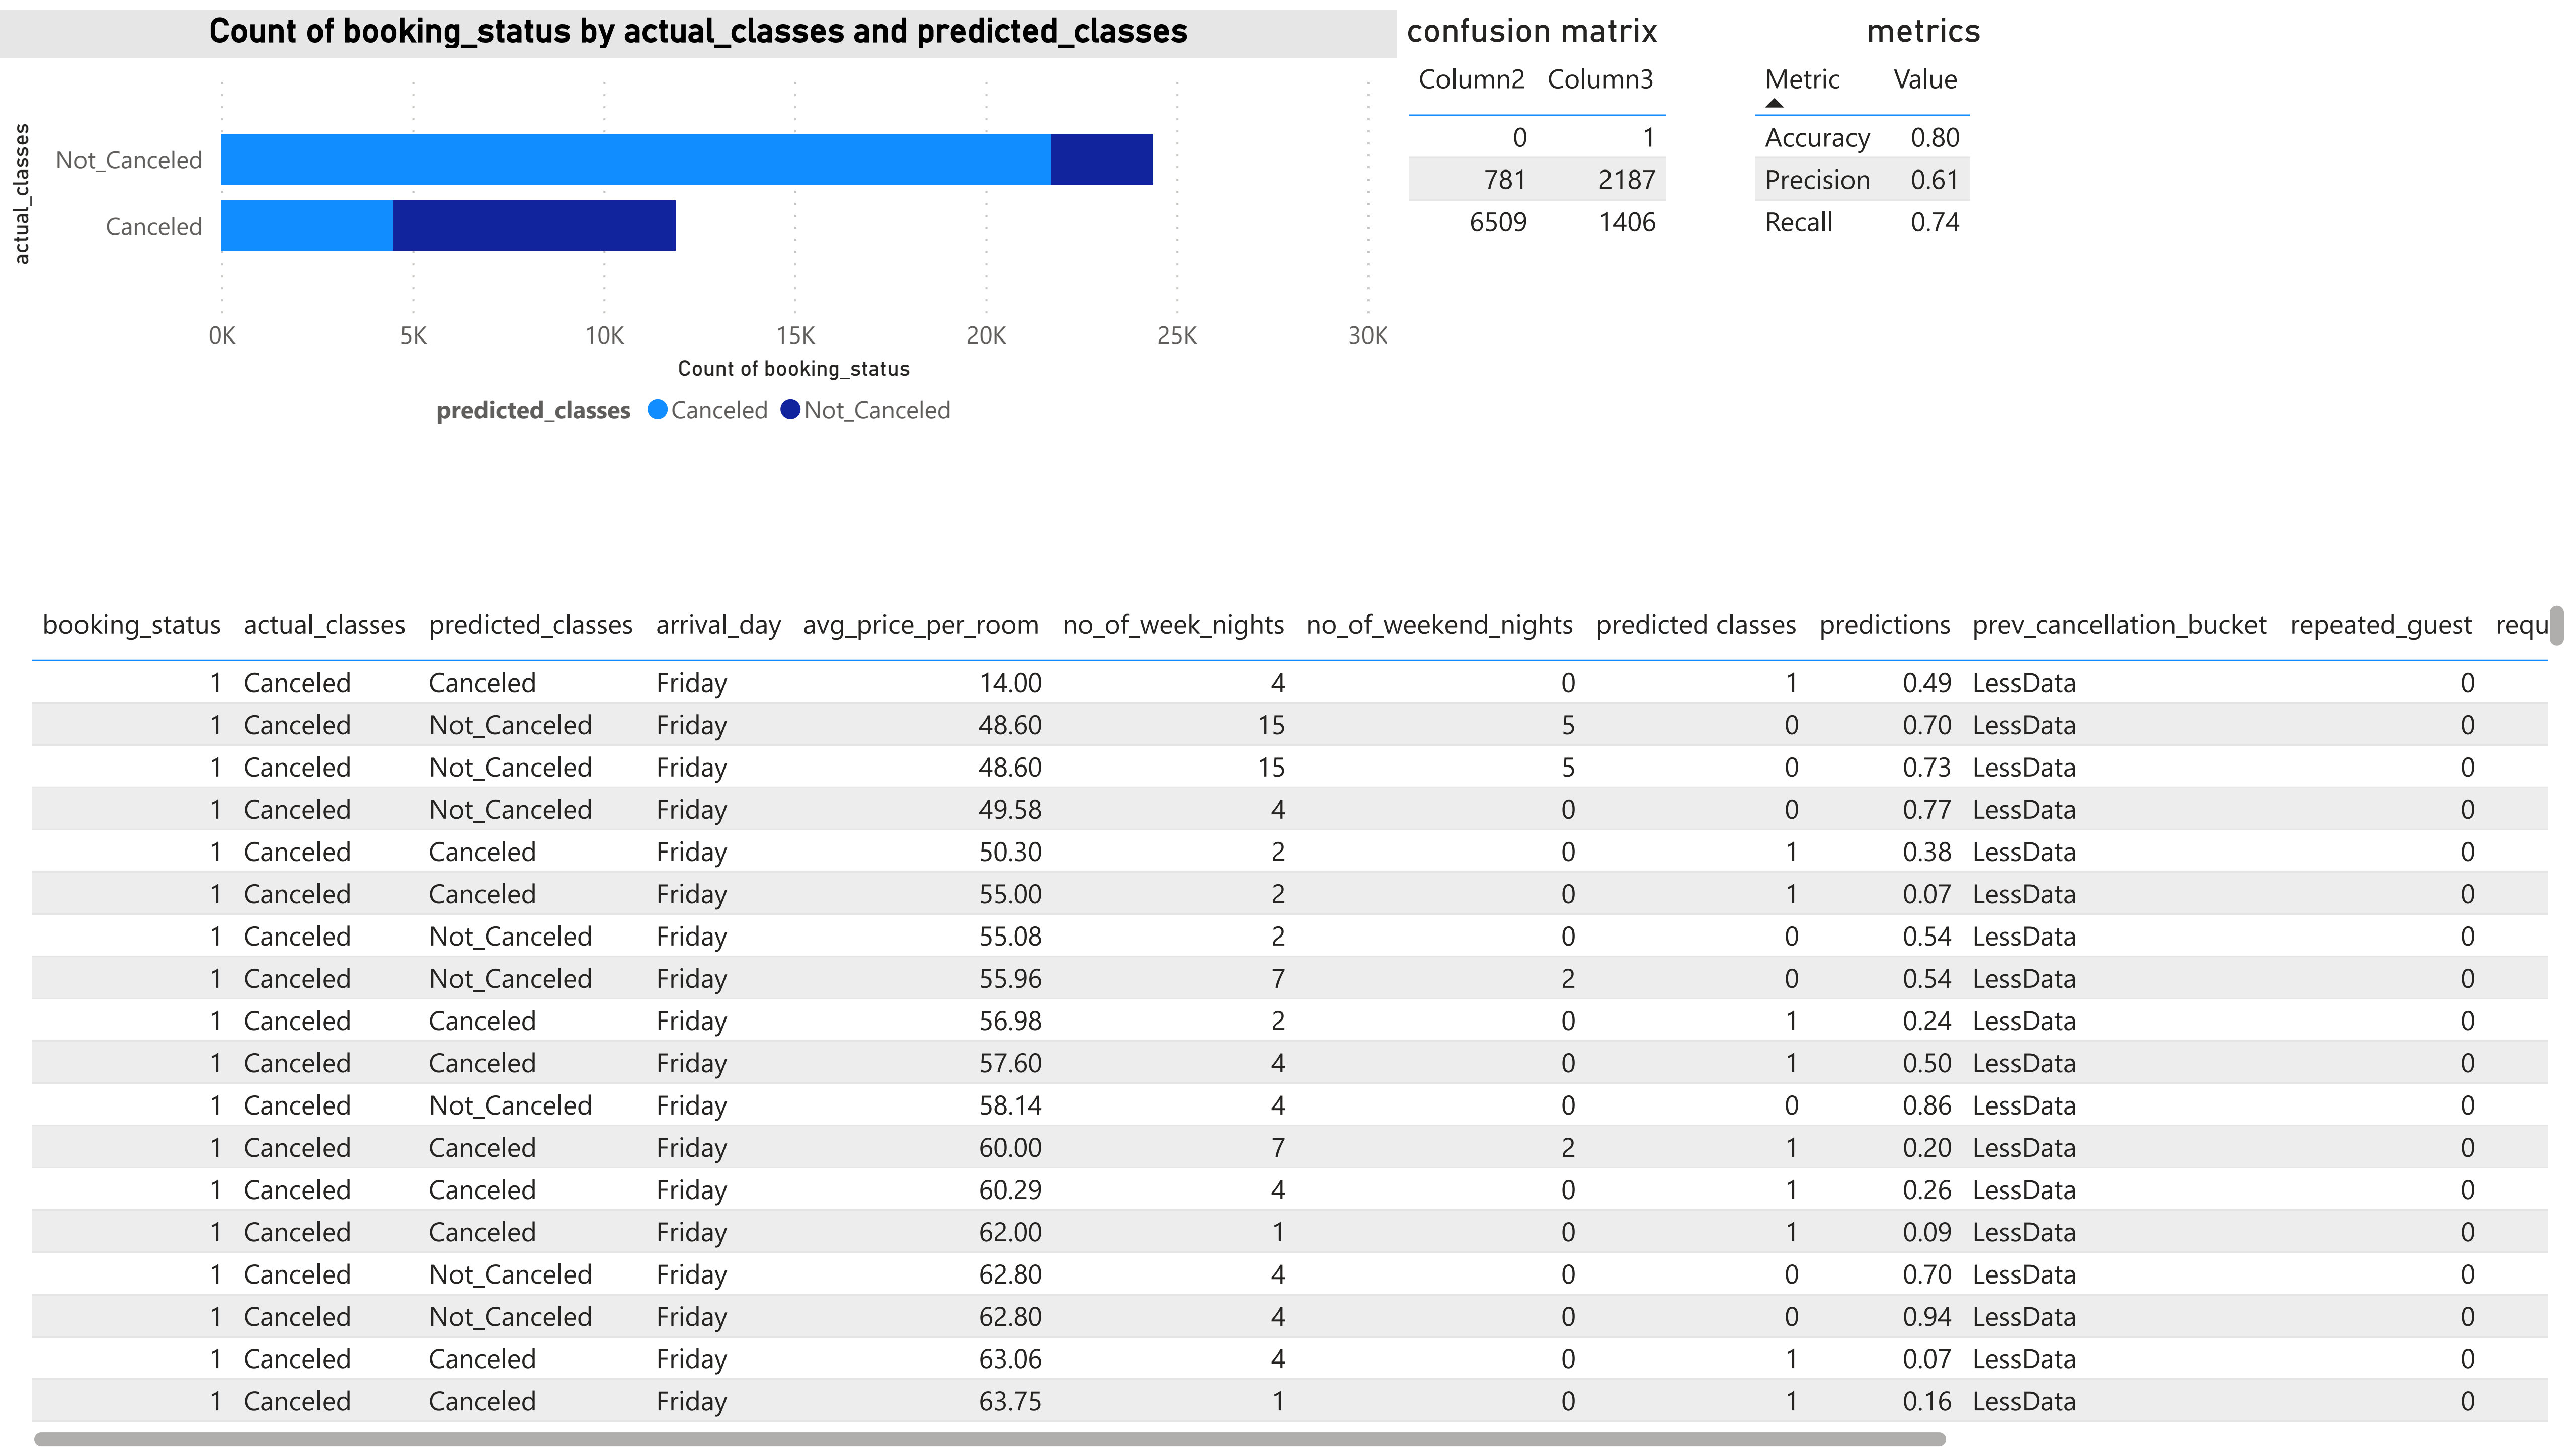 Count of booking_status by actual_classes and predicted_classes
actual_classes
Not_Canceled
Canceled
0K 5K 10K 15K 20K 25K 30K
Count of booking_status
predicted_classes Canceled Not_Canceled
confusion matrix
Column2 Column3
0 1
781 2187
6509 1406
metrics
Metric Value
Accuracy 0.80
Precision 0.61
Recall 0.74
booking_status actual_classes predicted_classes arrival_day avg_price_per_room no_of_week_nights no_of_weekend_nights predicted classes predictions prev_cancellation_bucket repeated_guest requ
1 Canceled Canceled Friday 14.00 4 0 1 0.49 LessData 0
1 Canceled Not_Canceled Friday 48.60 15 5 0 0.70 LessData 0
1 Canceled Not_Canceled Friday 48.60 15 5 0 0.73 LessData 0
1 Canceled Not_Canceled Friday 49.58 4 0 0 0.77 LessData 0
1 Canceled Canceled Friday 50.30 2 0 1 0.38 LessData 0
1 Canceled Canceled Friday 55.00 2 0 1 0.07 LessData 0
1 Canceled Not_Canceled Friday 55.08 2 0 0 0.54 LessData 0
1 Canceled Not_Canceled Friday 55.96 7 2 0 0.54 LessData 0
1 Canceled Canceled Friday 56.98 2 0 1 0.24 LessData 0
1 Canceled Canceled Friday 57.60 4 0 1 0.50 LessData 0
1 Canceled Not_Canceled Friday 58.14 4 0 0 0.86 LessData 0
1 Canceled Canceled Friday 60.00 7 2 1 0.20 LessData 0
1 Canceled Canceled Friday 60.29 4 0 1 0.26 LessData 0
1 Canceled Canceled Friday 62.00 1 0 1 0.09 LessData 0
1 Canceled Not_Canceled Friday 62.80 4 0 0 0.70 LessData 0
1 Canceled Not_Canceled Friday 62.80 4 0 0 0.94 LessData 0
1 Canceled Canceled Friday 63.06 4 0 1 0.07 LessData 0
1 Canceled Canceled Friday 63.75 1 0 1 0.16 LessData 0